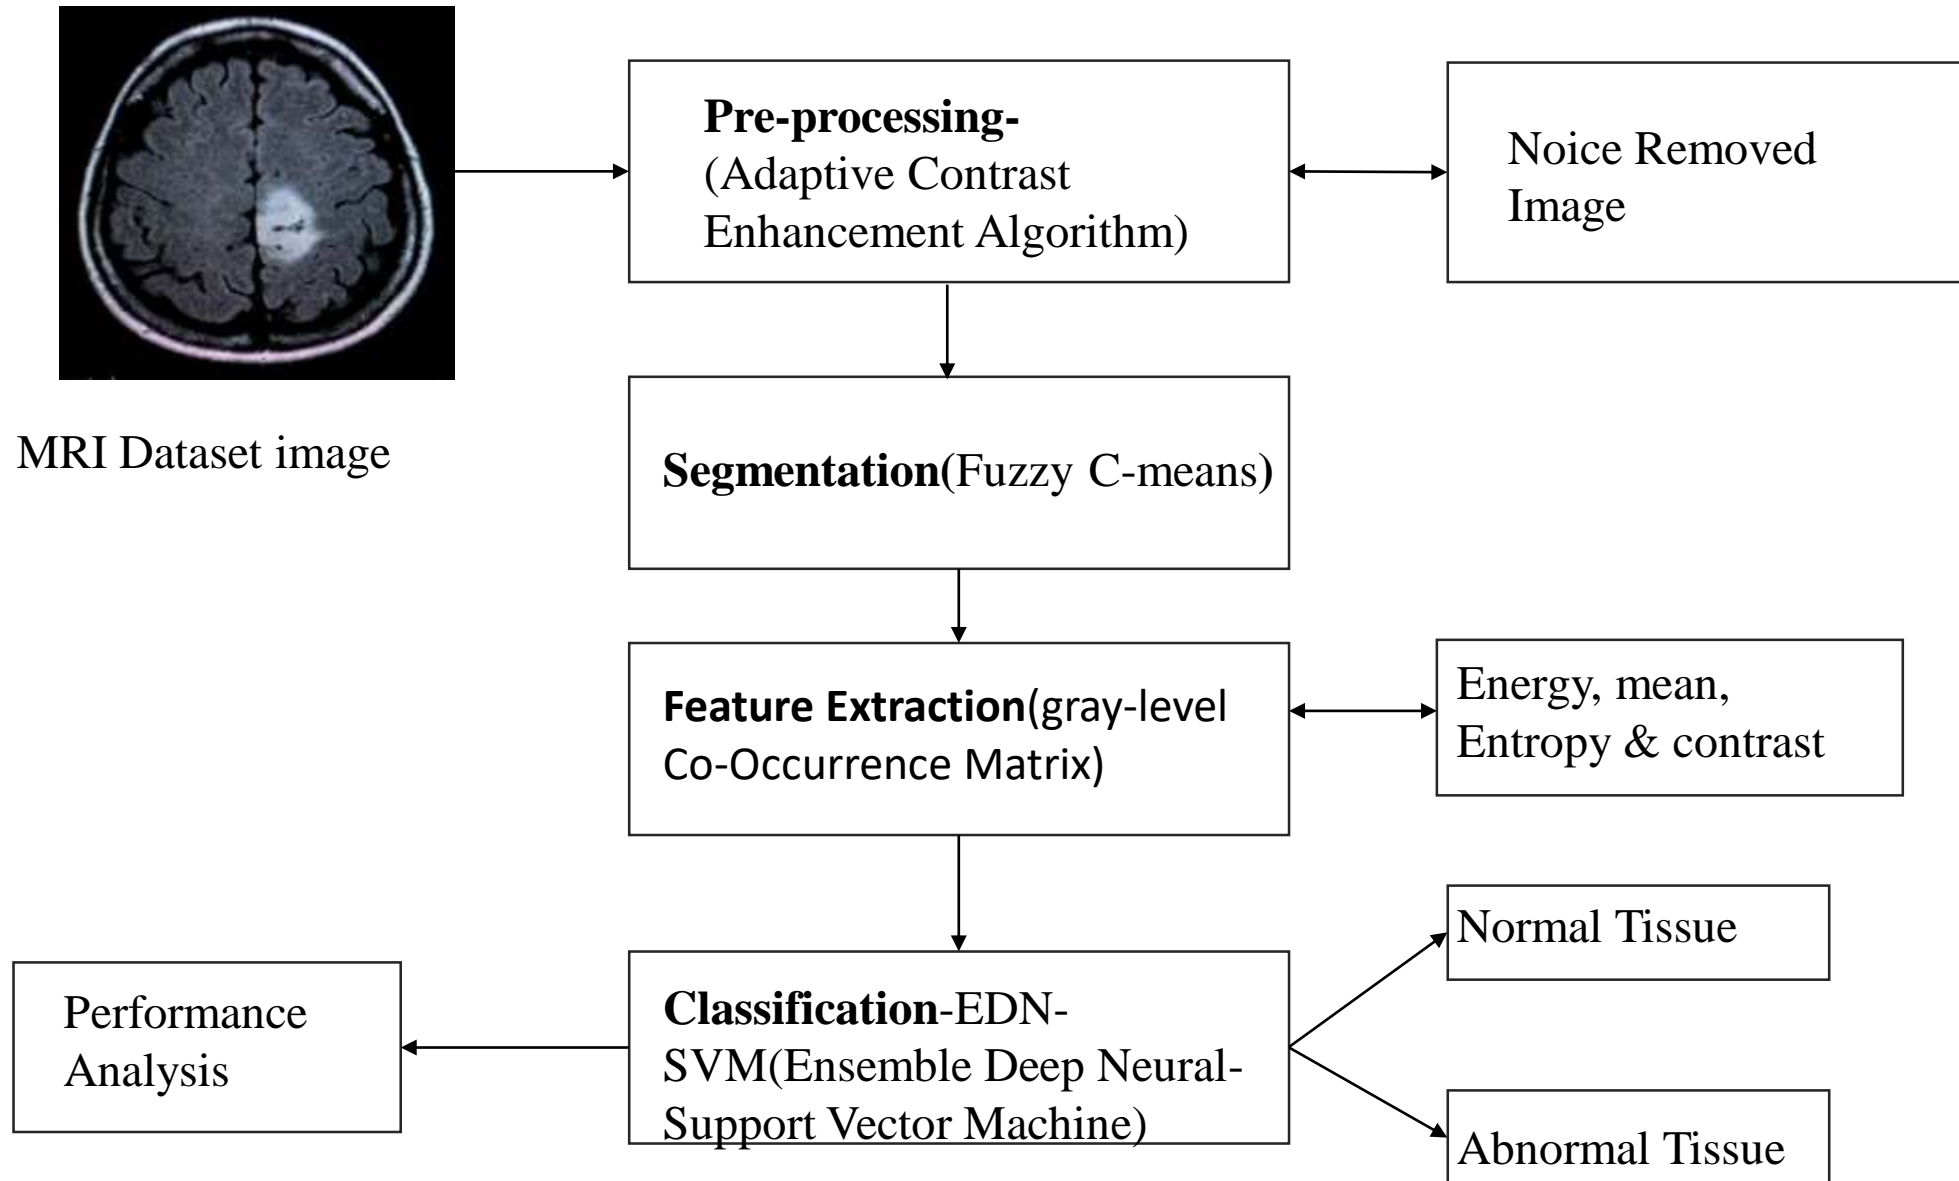 Pre-processing-
(Adaptive Contrast
Enhancement Algorithm)
Noice Removed
Image
MRI Dataset image
Segmentation(Fuzzy C-means)
Feature Extraction(gray-level
Co-Occurrence Matrix)
Energy, mean,
Entropy & contrast
Classification-EDN-
SVM(Ensemble Deep Neural-
Support Vector Machine)
Normal Tissue
Abnormal Tissue
Performance
Analysis